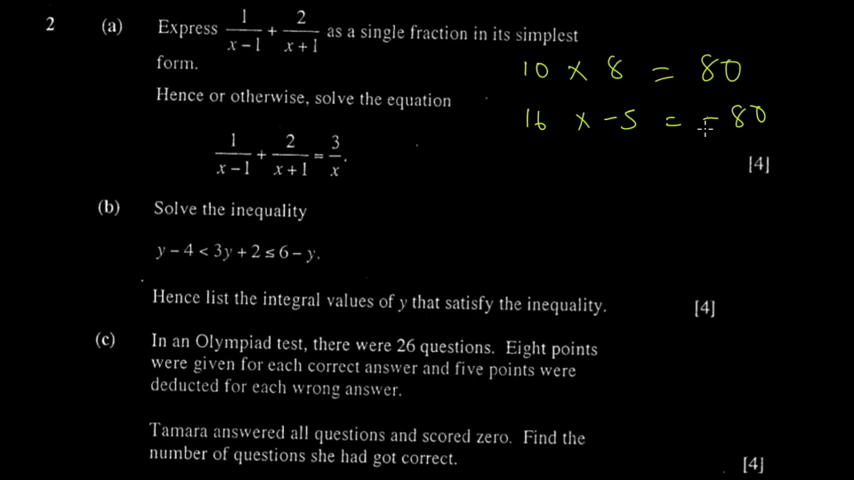 2 (a) Express 1/(x−1) + 2/(x+1) as a single fraction in its simplest
form.
10 × 8 = 80
Hence or otherwise, solve the equation
16 × -5 = -80
1/(x−1) + 2/(x+1) = 3/x.
[4]
(b) Solve the inequality
y − 4 < 3y + 2 ≤ 6 − y.
Hence list the integral values of y that satisfy the inequality. [4]
(c) In an Olympiad test, there were 26 questions. Eight points
were given for each correct answer and five points were
deducted for each wrong answer.
Tamara answered all questions and scored zero. Find the
number of questions she had got correct. [4]